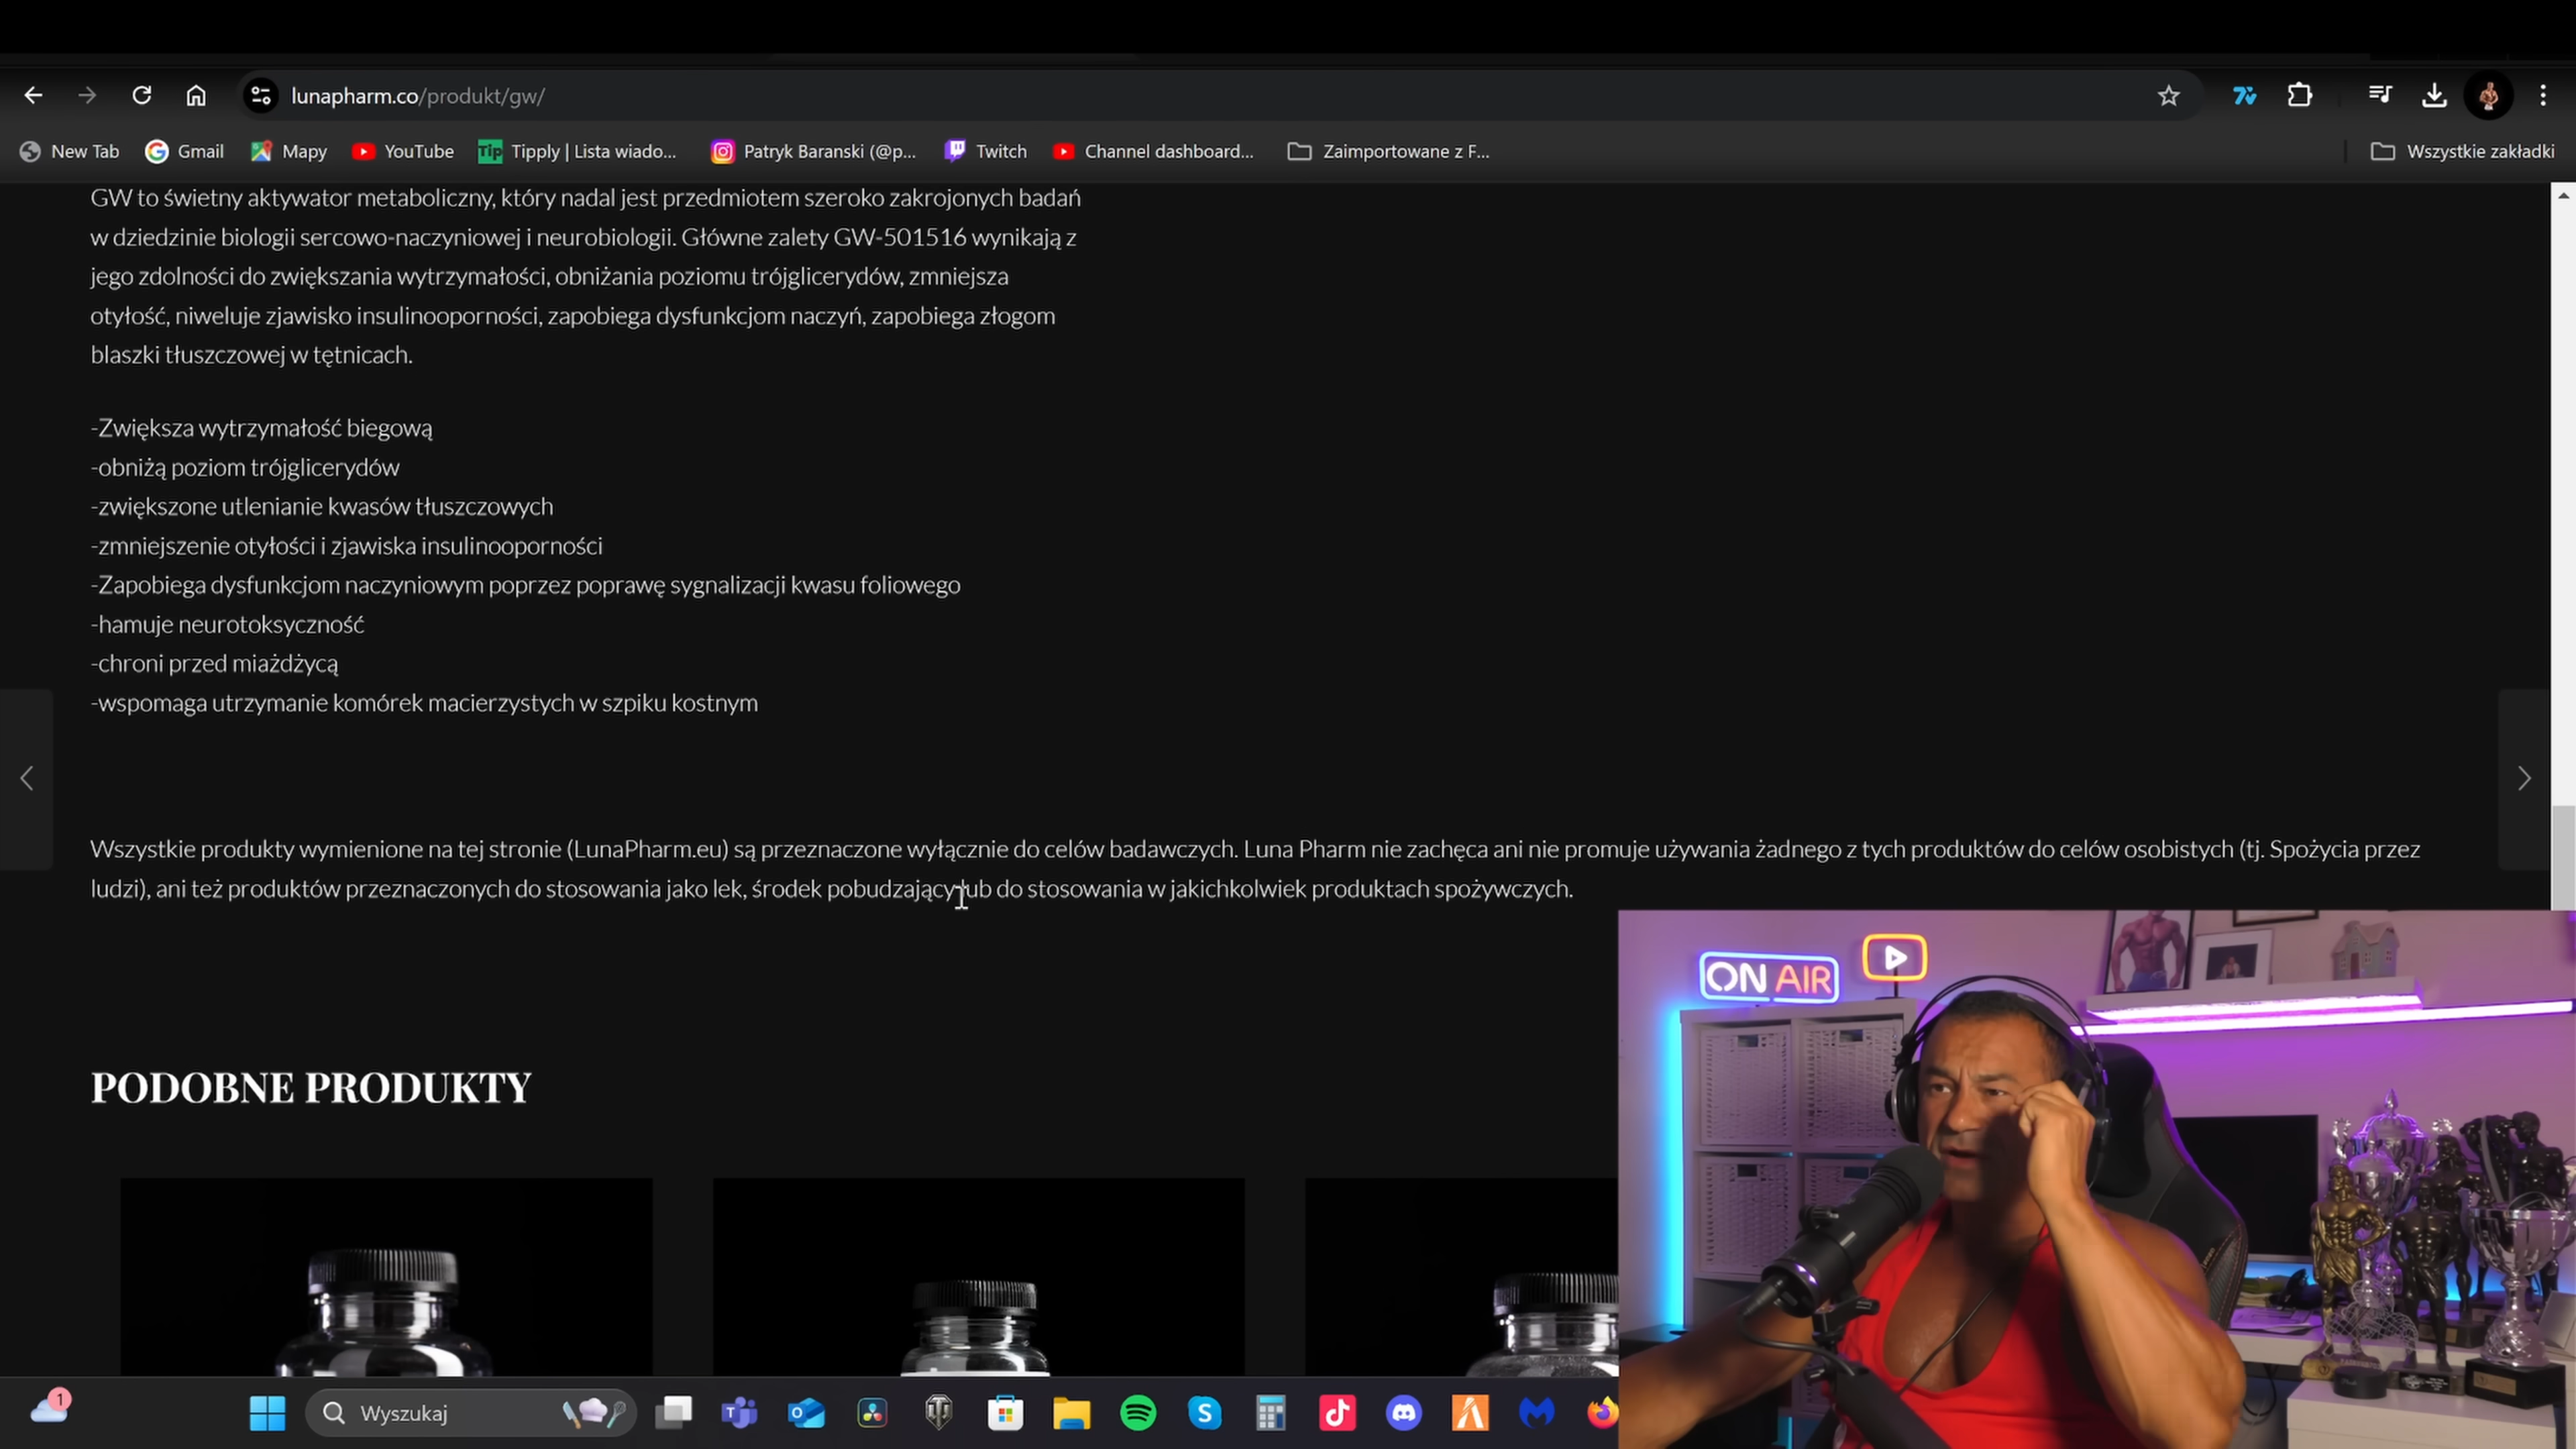 lunapharm.co/produkt/gw/
New Tab
Gmail
Mapy
YouTube
Tip Tipply | Lista wiado...
Patryk Baranski (@p...
Twitch
Channel dashboard...
Zaimportowane z F...
Wszystkie zakładki
GW to świetny aktywator metaboliczny, który nadal jest przedmiotem szeroko zakrojonych badań
w dziedzinie biologii sercowo-naczyniowej i neurobiologii. Główne zalety GW-501516 wynikają z
jego zdolności do zwiększania wytrzymałości, obniżania poziomu trójglicerydów, zmniejsza
otyłość, niweluje zjawisko insulinooporności, zapobiega dysfunkcjom naczyń, zapobiega złogom
blaszki tłuszczowej w tętnicach.
-Zwiększa wytrzymałość biegową
-obniżą poziom trójglicerydów
-zwiększone utlenianie kwasów tłuszczowych
-zmniejszenie otyłości i zjawiska insulinooporności
-Zapobiega dysfunkcjom naczyniowym poprzez poprawę sygnalizacji kwasu foliowego
-hamuje neurotoksyczność
-chroni przed miażdżycą
-wspomaga utrzymanie komórek macierzystych w szpiku kostnym
Wszystkie produkty wymienione na tej stronie (LunaPharm.eu) są przeznaczone wyłącznie do celów badawczych. Luna Pharm nie zachęca ani nie promuje używania żadnego z tych produktów do celów osobistych (tj. Spożycia przez
ludzi), ani też produktów przeznaczonych do stosowania jako lek, środek pobudzający lub do stosowania w jakichkolwiek produktach spożywczych.
ON AIR
PODOBNE PRODUKTY
1
Wyszukaj